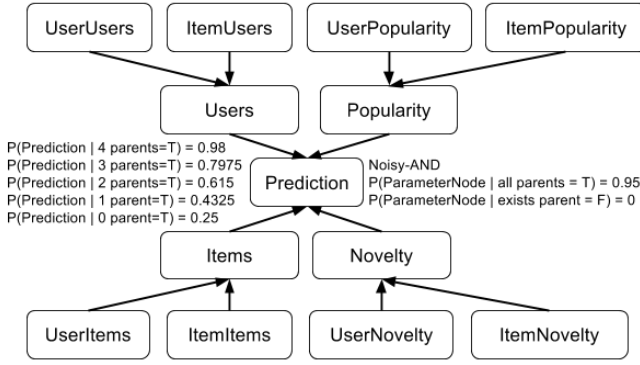 UserUsers
ItemUsers
UserPopularity
ItemPopularity
Users
Popularity
P(Prediction | 4 parents=T) = 0.98
P(Prediction | 3 parents=T) = 0.7975
P(Prediction | 2 parents=T) = 0.615
P(Prediction | 1 parent=T) = 0.4325
P(Prediction | 0 parent=T) = 0.25
Prediction
Noisy-AND
P(ParameterNode | all parents = T) = 0.95
P(ParameterNode | exists parent = F) = 0
Items
Novelty
UserItems
ItemItems
UserNovelty
ItemNovelty